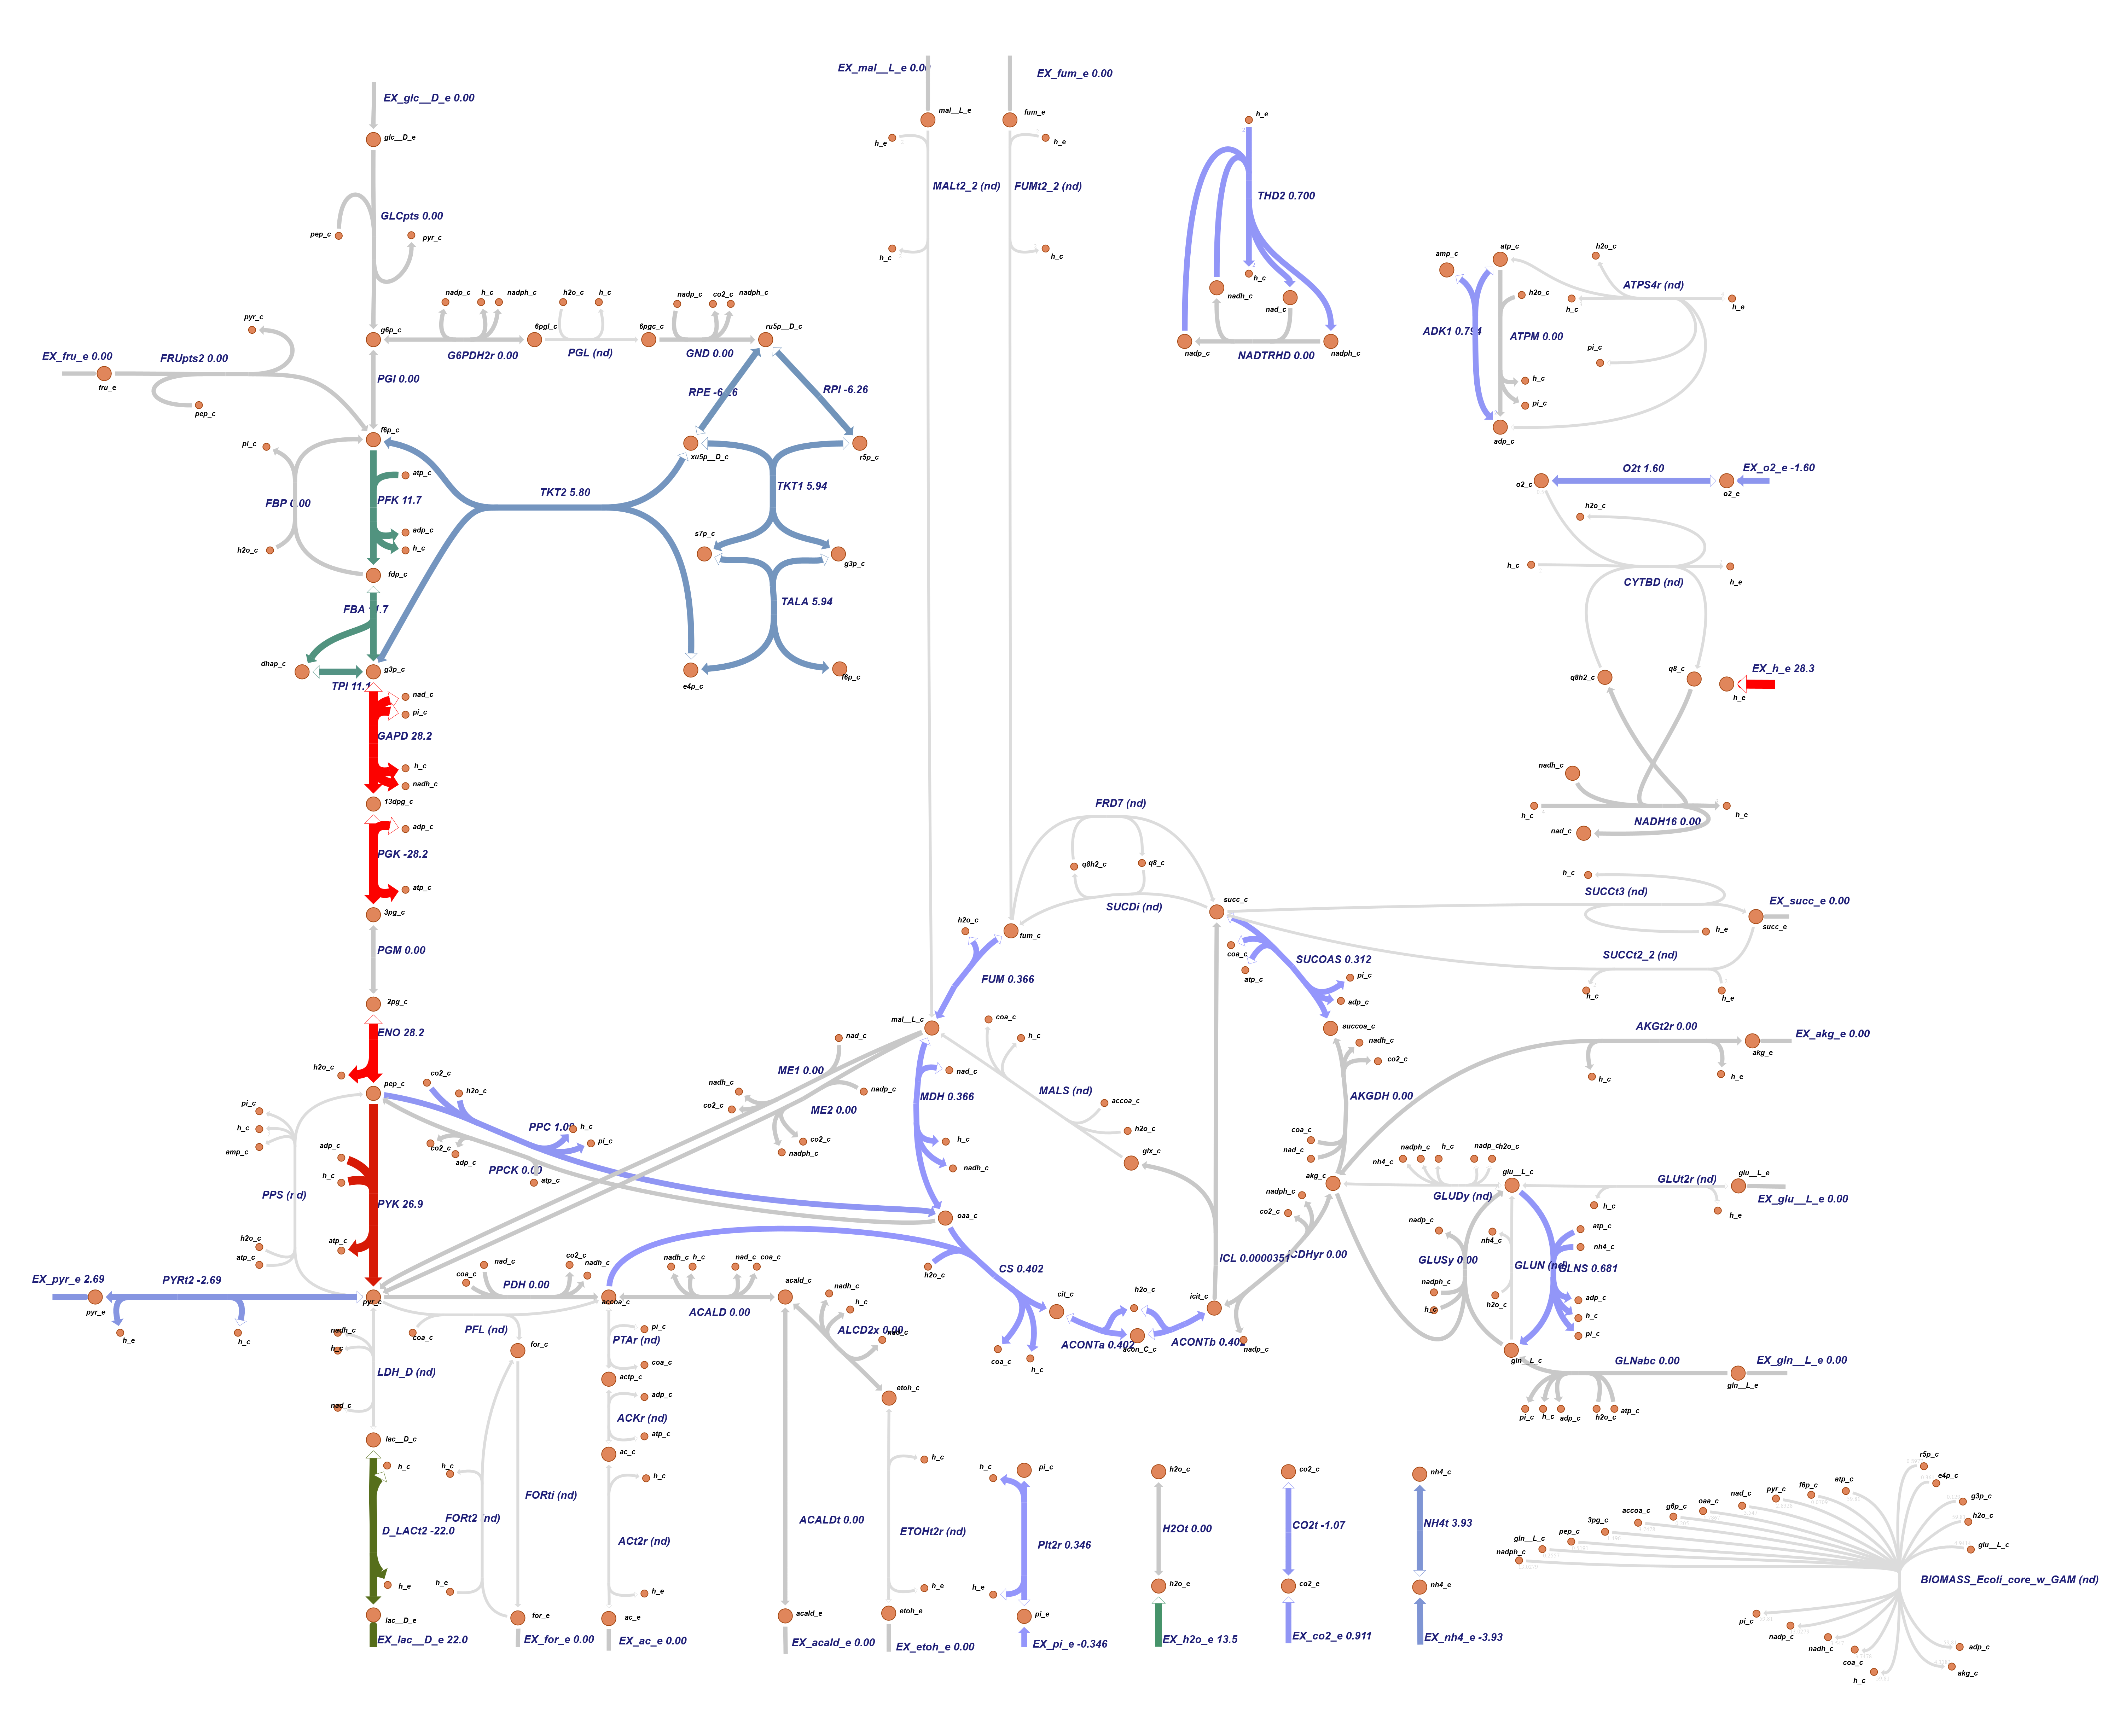 EX_mal__L_e 0.00
EX_fum_e 0.00
EX_glc__D_e 0.00
mal__L_e
fum_e
h_e
glc__D_e
h_e
h_e
MALt2_2 (nd)
FUMt2_2 (nd)
THD2 0.700
GLCpts 0.00
pep_c
pyr_c
h_c
h_c
h_c
nadh_c
nad_c
nadp_c
nadph_c
NADTRHD 0.00
amp_c
atp_c
h2o_c
ATPS4r (nd)
h2o_c
h_c
h_e
ADK1 0.794
ATPM 0.00
pi_c
h_c
pi_c
adp_c
nadp_c
h_c
nadph_c
h2o_c
h_c
nadp_c
co2_c
nadph_c
pyr_c
g6p_c
6pgl_c
6pgc_c
ru5p__D_c
EX_fru_e 0.00
FRUpts2 0.00
G6PDH2r 0.00
PGL (nd)
GND 0.00
fru_e
PGI 0.00
RPE -6.26
RPI -6.26
pep_c
f6p_c
pi_c
xu5p__D_c
r5p_c
atp_c
FBP 0.00
PFK 11.7
TKT2 5.80
TKT1 5.94
adp_c
h_c
h2o_c
s7p_c
g3p_c
fdp_c
FBA 11.7
TALA 5.94
dhap_c
g3p_c
TPI 11.1
e4p_c
f6p_c
O2t 1.60
EX_o2_e -1.60
o2_c
o2_e
h2o_c
h_c
h_e
CYTBD (nd)
q8h2_c
q8_c
EX_h_e 28.3
h_e
nadh_c
h_c
h_e
NADH16 0.00
nad_c
nad_c
pi_c
GAPD 28.2
h_c
nadh_c
13dpg_c
adp_c
PGK -28.2
atp_c
3pg_c
PGM 0.00
2pg_c
ENO 28.2
h2o_c
pep_c
FRD7 (nd)
q8h2_c
q8_c
SUCDi (nd)
succ_c
h2o_c
fum_c
FUM 0.366
coa_c
atp_c
SUCOAS 0.312
pi_c
adp_c
succoa_c
h_c
SUCCt3 (nd)
EX_succ_e 0.00
h_e
succ_e
SUCCt2_2 (nd)
h_c
h_e
mal__L_c
coa_c
h_c
nad_c
ME1 0.00
nadh_c
co2_c
nadp_c
ME2 0.00
co2_c
nadph_c
nad_c
MDH 0.366
h_c
nadh_c
MALS (nd)
accoa_c
h2o_c
glx_c
nadh_c
co2_c
AKGDH 0.00
coa_c
nad_c
akg_c
AKGt2r 0.00
EX_akg_e 0.00
akg_e
h_c
h_e
pi_c
h_c
amp_c
adp_c
h_c
PPS (nd)
PYK 26.9
h2o_c
atp_c
atp_c
co2_c
h2o_c
PPC 1.09
h_c
pi_c
co2_c
adp_c
PPCK 0.00
atp_c
oaa_c
nadph_c
co2_c
nh4_c
nadph_c
h_c
nadp_c
h2o_c
glu__L_c
GLUDy (nd)
GLUt2r (nd)
glu__L_e
EX_glu__L_e 0.00
h_c
h_e
nadp_c
nh4_c
atp_c
nh4_c
GLUSy 0.00
GLUN (nd)
GLNS 0.681
nadph_c
h_c
h2o_c
adp_c
h_c
pi_c
gln__L_c
GLNabc 0.00
EX_gln__L_e 0.00
gln__L_e
pi_c
h_c
adp_c
h2o_c
atp_c
EX_pyr_e 2.69
PYRt2 -2.69
pyr_e
pyr_c
h_e
h_c
nad_c
coa_c
PDH 0.00
co2_c
nadh_c
accoa_c
nadh_c
h_c
nad_c
coa_c
ACALD 0.00
acald_c
nadh_c
h_c
ALCD2x 0.00
nad_c
etoh_c
h2o_c
CS 0.402
coa_c
h_c
cit_c
ACONTa 0.402
h2o_c
acon_C_c
ACONTb 0.402
icit_c
ICL 0.0000351
ICDHyr 0.00
nadp_c
nadh_c
h_c
coa_c
PFL (nd)
for_c
LDH_D (nd)
nad_c
lac__D_c
PTAr (nd)
pi_c
coa_c
actp_c
adp_c
ACKr (nd)
atp_c
ac_c
h_c
h_c
h_c
D_LACt2 -22.0
FORt2 (nd)
FORti (nd)
ACt2r (nd)
h_e
h_e
h_e
lac__D_e
for_e
ac_e
EX_lac__D_e 22.0
EX_for_e 0.00
EX_ac_e 0.00
ACALDt 0.00
acald_e
EX_acald_e 0.00
h_c
ETOHt2r (nd)
h_e
etoh_e
EX_etoh_e 0.00
h_c
pi_c
PIt2r 0.346
h_e
pi_e
EX_pi_e -0.346
h2o_c
H2Ot 0.00
h2o_e
EX_h2o_e 13.5
co2_c
CO2t -1.07
co2_e
EX_co2_e 0.911
nh4_c
NH4t 3.93
nh4_e
EX_nh4_e -3.93
nadph_c
gln__L_c
pep_c
3pg_c
accoa_c
g6p_c
oaa_c
nad_c
pyr_c
f6p_c
atp_c
r5p_c
e4p_c
g3p_c
h2o_c
glu__L_c
BIOMASS_Ecoli_core_w_GAM (nd)
pi_c
nadp_c
nadh_c
coa_c
h_c
adp_c
akg_c